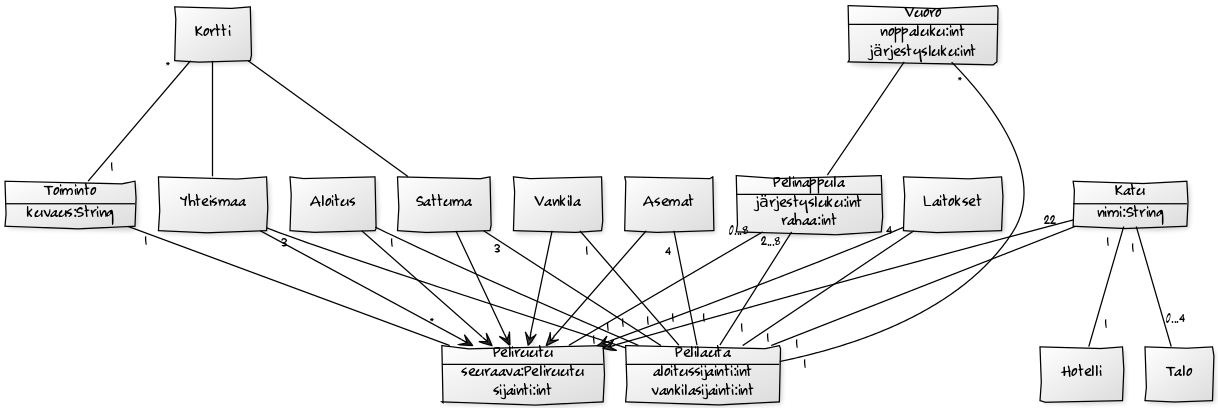 Kortti
Vuoro
noppaluku:int
järjestysluku:int
*
*
1
Toiminto
kuvaus:String
Yhteismaa
Aloitus
Sattuma
Vankila
Asemat
Pelinappula
järjestysluku:int
rahaa:int
Laitokset
Katu
nimi:String
1
3
1
3
1
4
0...8
2...8
4
22
1
1
*
1
1
1
1
1
1
1
1
1
1
0...4
Peliruutu
seuraava:Peliruutu
sijainti:int
Pelilauta
aloitussijainti:int
vankilasijainti:int
Hotelli
Talo